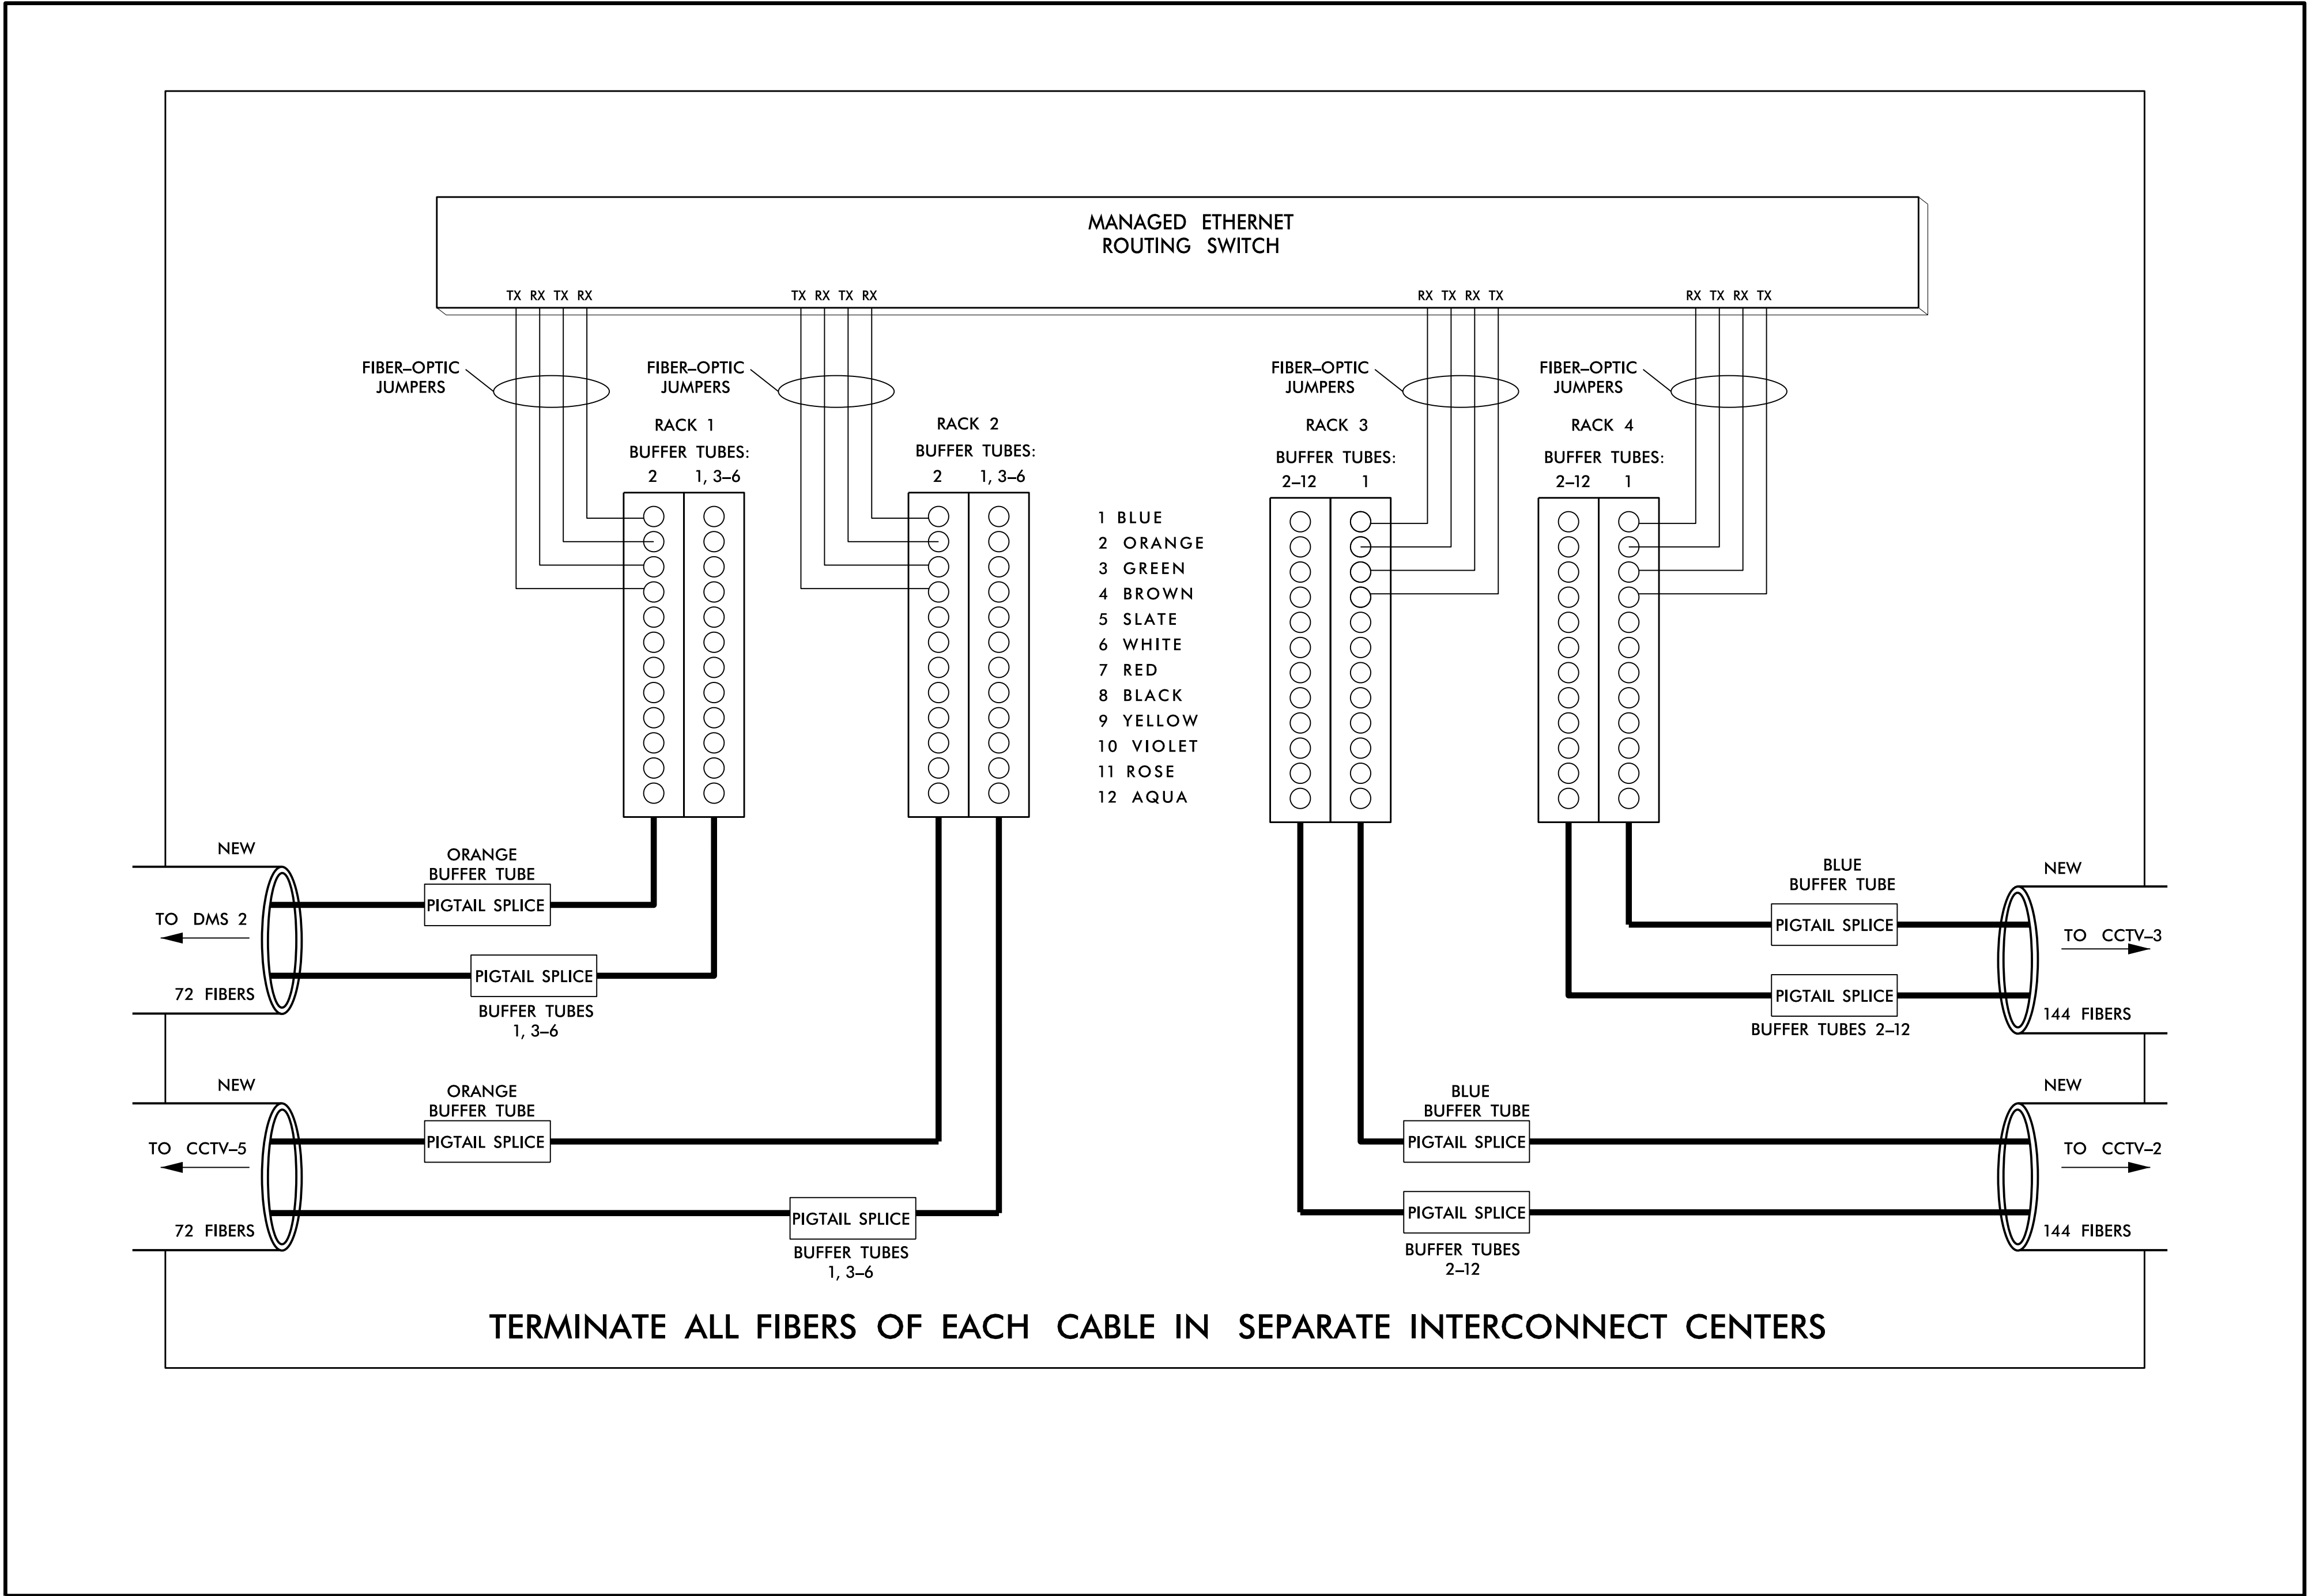 MANAGED ETHERNET
ROUTING SWITCH
TX RX TX RX
TX RX TX RX
RX TX RX TX
RX TX RX TX
FIBER–OPTIC
JUMPERS
FIBER–OPTIC
JUMPERS
FIBER–OPTIC
JUMPERS
FIBER–OPTIC
JUMPERS
RACK 1
BUFFER TUBES:
2 1, 3–6
RACK 2
BUFFER TUBES:
2 1, 3–6
1 BLUE
2 ORANGE
3 GREEN
4 BROWN
5 SLATE
6 WHITE
7 RED
8 BLACK
9 YELLOW
10 VIOLET
11 ROSE
12 AQUA
RACK 3
BUFFER TUBES:
2–12 1
RACK 4
BUFFER TUBES:
2–12 1
NEW
TO DMS 2
72 FIBERS
ORANGE
BUFFER TUBE
PIGTAIL SPLICE
PIGTAIL SPLICE
BUFFER TUBES
1, 3–6
NEW
TO CCTV–5
72 FIBERS
ORANGE
BUFFER TUBE
PIGTAIL SPLICE
PIGTAIL SPLICE
BUFFER TUBES
1, 3–6
BLUE
BUFFER TUBE
PIGTAIL SPLICE
PIGTAIL SPLICE
BUFFER TUBES 2–12
NEW
TO CCTV–3
144 FIBERS
BLUE
BUFFER TUBE
PIGTAIL SPLICE
PIGTAIL SPLICE
BUFFER TUBES
2–12
NEW
TO CCTV–2
144 FIBERS
TERMINATE ALL FIBERS OF EACH CABLE IN SEPARATE INTERCONNECT CENTERS